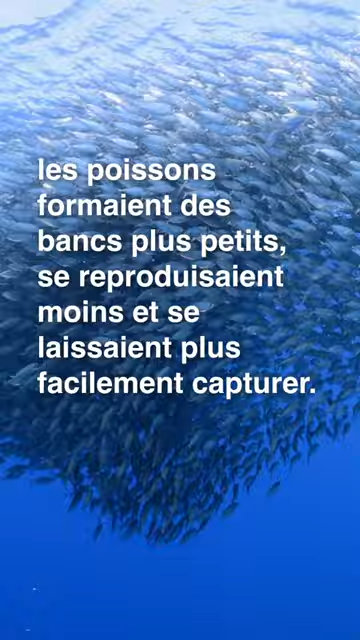 les poissons
formaient des
bancs plus petits,
se reproduisaient
moins et se
laissaient plus
facilement capturer.